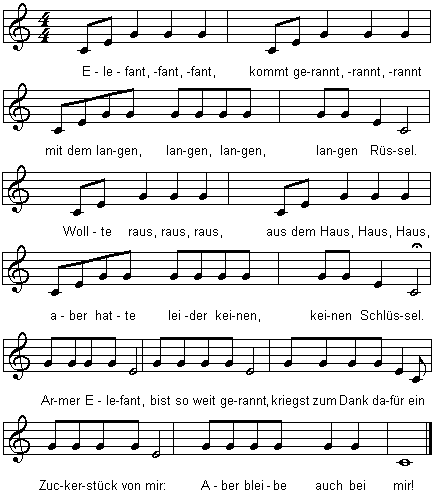 4 4
E - le - fant, -fant, -fant, kommt ge-rannt, -rannt, -rannt
mit dem lan-gen, lan-gen, lan-gen, lan-gen Rüs-sel.
Woll - te raus, raus, raus, aus dem Haus, Haus, Haus,
a - ber hat - te lei - der kei-nen, kei-nen Schlüs-sel.
Ar-mer E - le-fant, bist so weit ge-rannt, kriegst zum Dank da-für ein
Zuc-ker-stück von mir: A - ber blei - be auch bei mir!